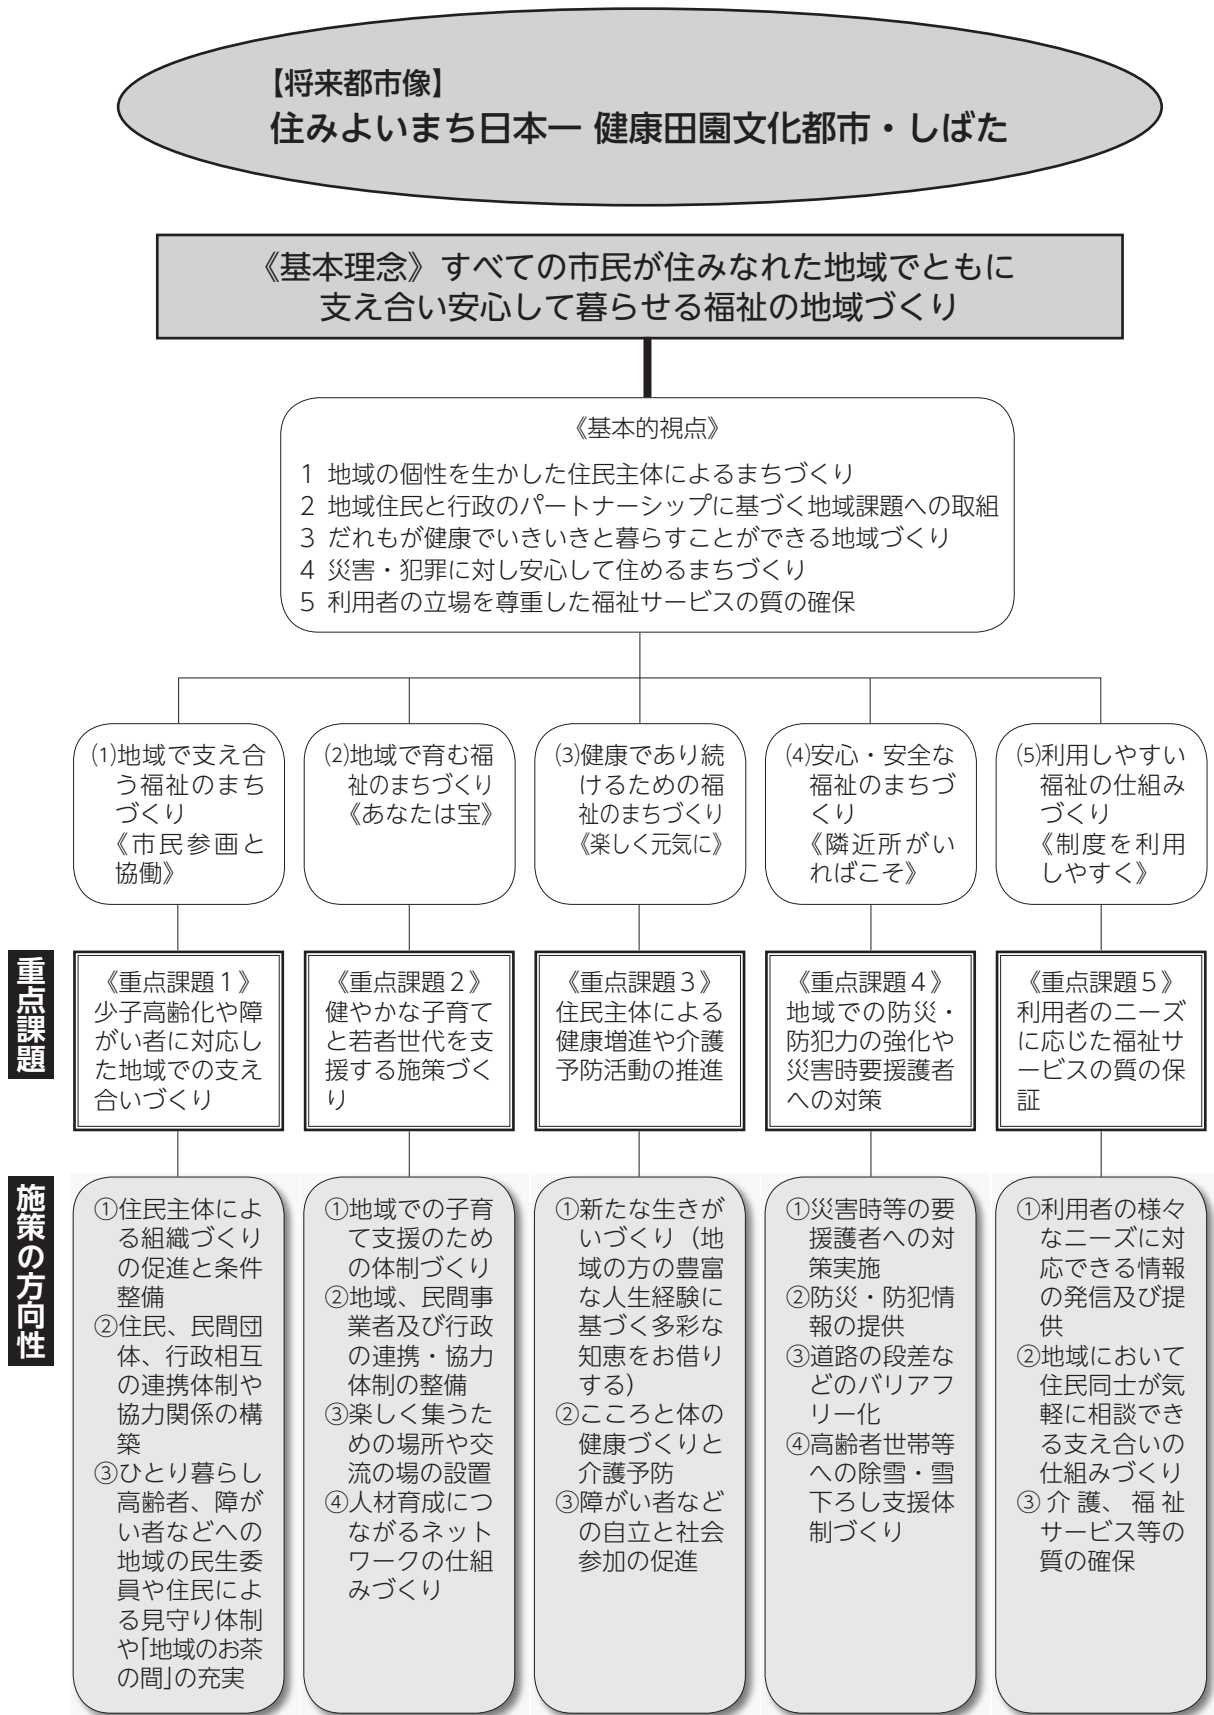 【将来都市像】
住みよいまち日本一 健康田園文化都市・しばた
《基本理念》すべての市民が住みなれた地域でともに
支え合い安心して暮らせる福祉の地域づくり
《基本的視点》
1 地域の個性を生かした住民主体によるまちづくり
2 地域住民と行政のパートナーシップに基づく地域課題への取組
3 だれもが健康でいきいきと暮らすことができる地域づくり
4 災害・犯罪に対し安心して住めるまちづくり
5 利用者の立場を尊重した福祉サービスの質の確保
⑴地域で支え合
う福祉のまち
づくり
《市民参画と
協働》
⑵地域で育む福
祉のまちづくり
《あなたは宝》
⑶健康であり続
けるための福
祉のまちづくり
《楽しく元気に》
⑷安心・安全な
福祉のまちづ
くり
《隣近所がい
ればこそ》
⑸利用しやすい
福祉の仕組み
づくり
《制度を利用
しやすく》
重点課題
《重点課題1》
少子高齢化や障
がい者に対応し
た地域での支え
合いづくり
《重点課題2》
健やかな子育て
と若者世代を支
援する施策づく
り
《重点課題3》
住民主体による
健康増進や介護
予防活動の推進
《重点課題4》
地域での防災・
防犯力の強化や
災害時要援護者
への対策
《重点課題5》
利用者のニーズ
に応じた福祉サ
ービスの質の保
証
施策の方向性
①住民主体によ
る組織づくり
の促進と条件
整備
②住民、民間団
体、行政相互
の連携体制や
協力関係の構
築
③ひとり暮らし
高齢者、障が
い者などへの
地域の民生委
員や住民によ
る見守り体制
や「地域のお茶
の間」の充実
①地域での子育
て支援のため
の体制づくり
②地域、民間事
業者及び行政
の連携・協力
体制の整備
③楽しく集うた
めの場所や交
流の場の設置
④人材育成につ
ながるネット
ワークの仕組
みづくり
①新たな生きが
いづくり（地
域の方の豊富
な人生経験に
基づく多彩な
知恵をお借り
する）
②こころと体の
健康づくりと
介護予防
③障がい者など
の自立と社会
参加の促進
①災害時等の要
援護者への対
策実施
②防災・防犯情
報の提供
③道路の段差な
どのバリアフ
リー化
④高齢者世帯等
への除雪・雪
下ろし支援体
制づくり
①利用者の様々
なニーズに対
応できる情報
の発信及び提
供
②地域において
住民同士が気
軽に相談でき
る支え合いの
仕組みづくり
③介護、福祉
サービス等の
質の確保